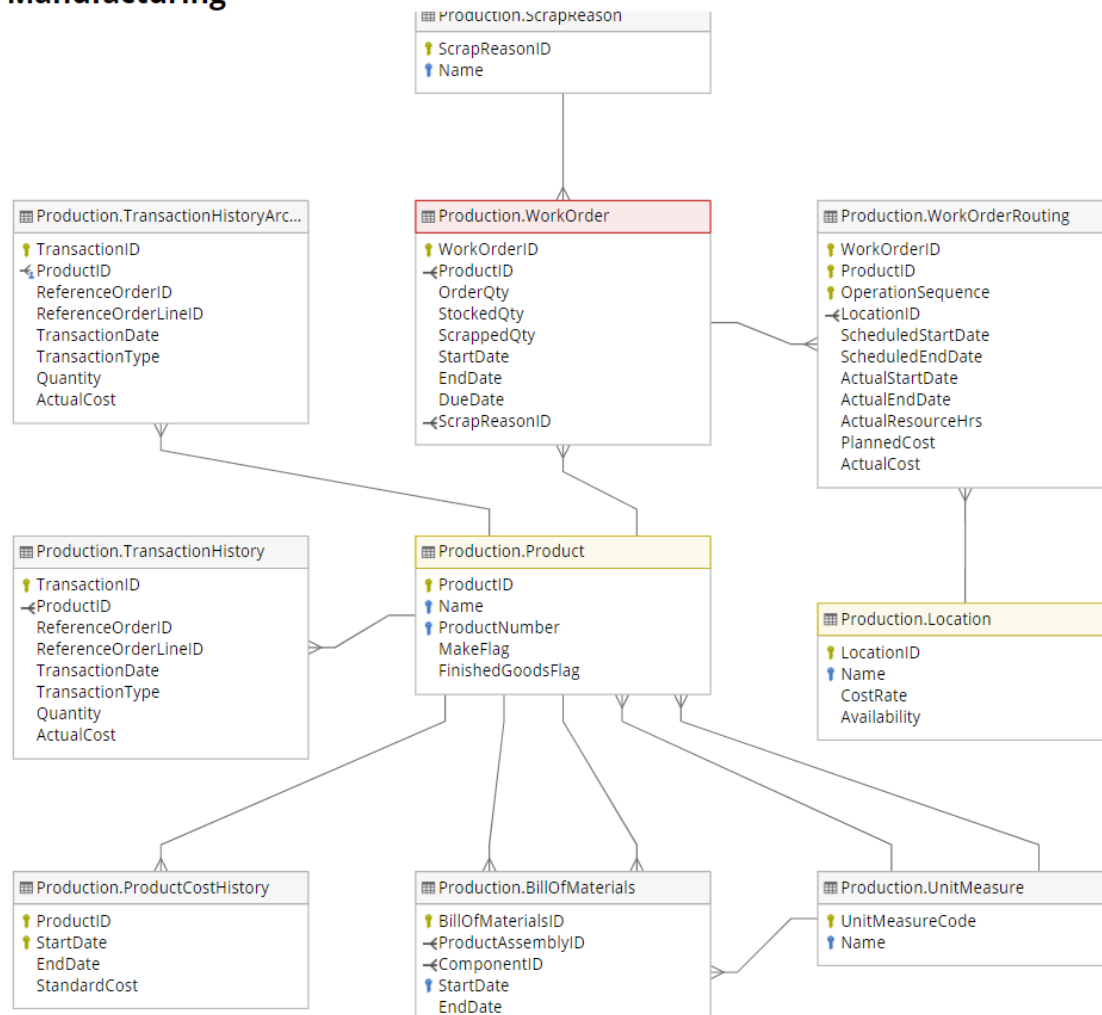 Manufacturing
Production.ScrapReason
ScrapReasonID
Name
Production.TransactionHistoryArc...
TransactionID
ProductID
ReferenceOrderID
ReferenceOrderLineID
TransactionDate
TransactionType
Quantity
ActualCost
Production.WorkOrder
WorkOrderID
ProductID
OrderQty
StockedQty
ScrappedQty
StartDate
EndDate
DueDate
ScrapReasonID
Production.WorkOrderRouting
WorkOrderID
ProductID
OperationSequence
LocationID
ScheduledStartDate
ScheduledEndDate
ActualStartDate
ActualEndDate
ActualResourceHrs
PlannedCost
ActualCost
Production.TransactionHistory
TransactionID
ProductID
ReferenceOrderID
ReferenceOrderLineID
TransactionDate
TransactionType
Quantity
ActualCost
Production.Product
ProductID
Name
ProductNumber
MakeFlag
FinishedGoodsFlag
Production.Location
LocationID
Name
CostRate
Availability
Production.ProductCostHistory
ProductID
StartDate
EndDate
StandardCost
Production.BillOfMaterials
BillOfMaterialsID
ProductAssemblyID
ComponentID
StartDate
EndDate
Production.UnitMeasure
UnitMeasureCode
Name